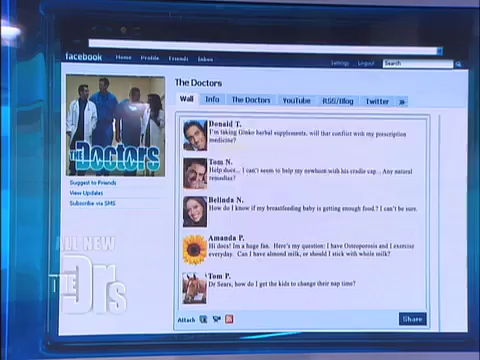 facebook Home Profile Friends Inbox
Settings Logout Search
The Doctors
Wall Info The Doctors YouTube RSS/Blog Twitter »
Donald T.
I'm taking Ginko herbal supplements, will that conflict with my prescription
medicine?
Tom N.
Help docs... I can't seem to help my newborn with his cradle cap... Any natural
remedies?
Belinda N.
How do I know if my breastfeeding baby is getting enough food? I can't be sure.
Amanda P.
Hi docs! Im a huge fan. Here's my question: I have Osteoporosis and I exercise
everyday. Can I have almond milk, or should I stick with whole milk?
Tom P.
Dr Sears, how do I get the kids to change their nap time?
Attach Share
THE DOCTORS
Suggest to Friends
View Updates
Subscribe via SMS
ALL NEW
THE Drs